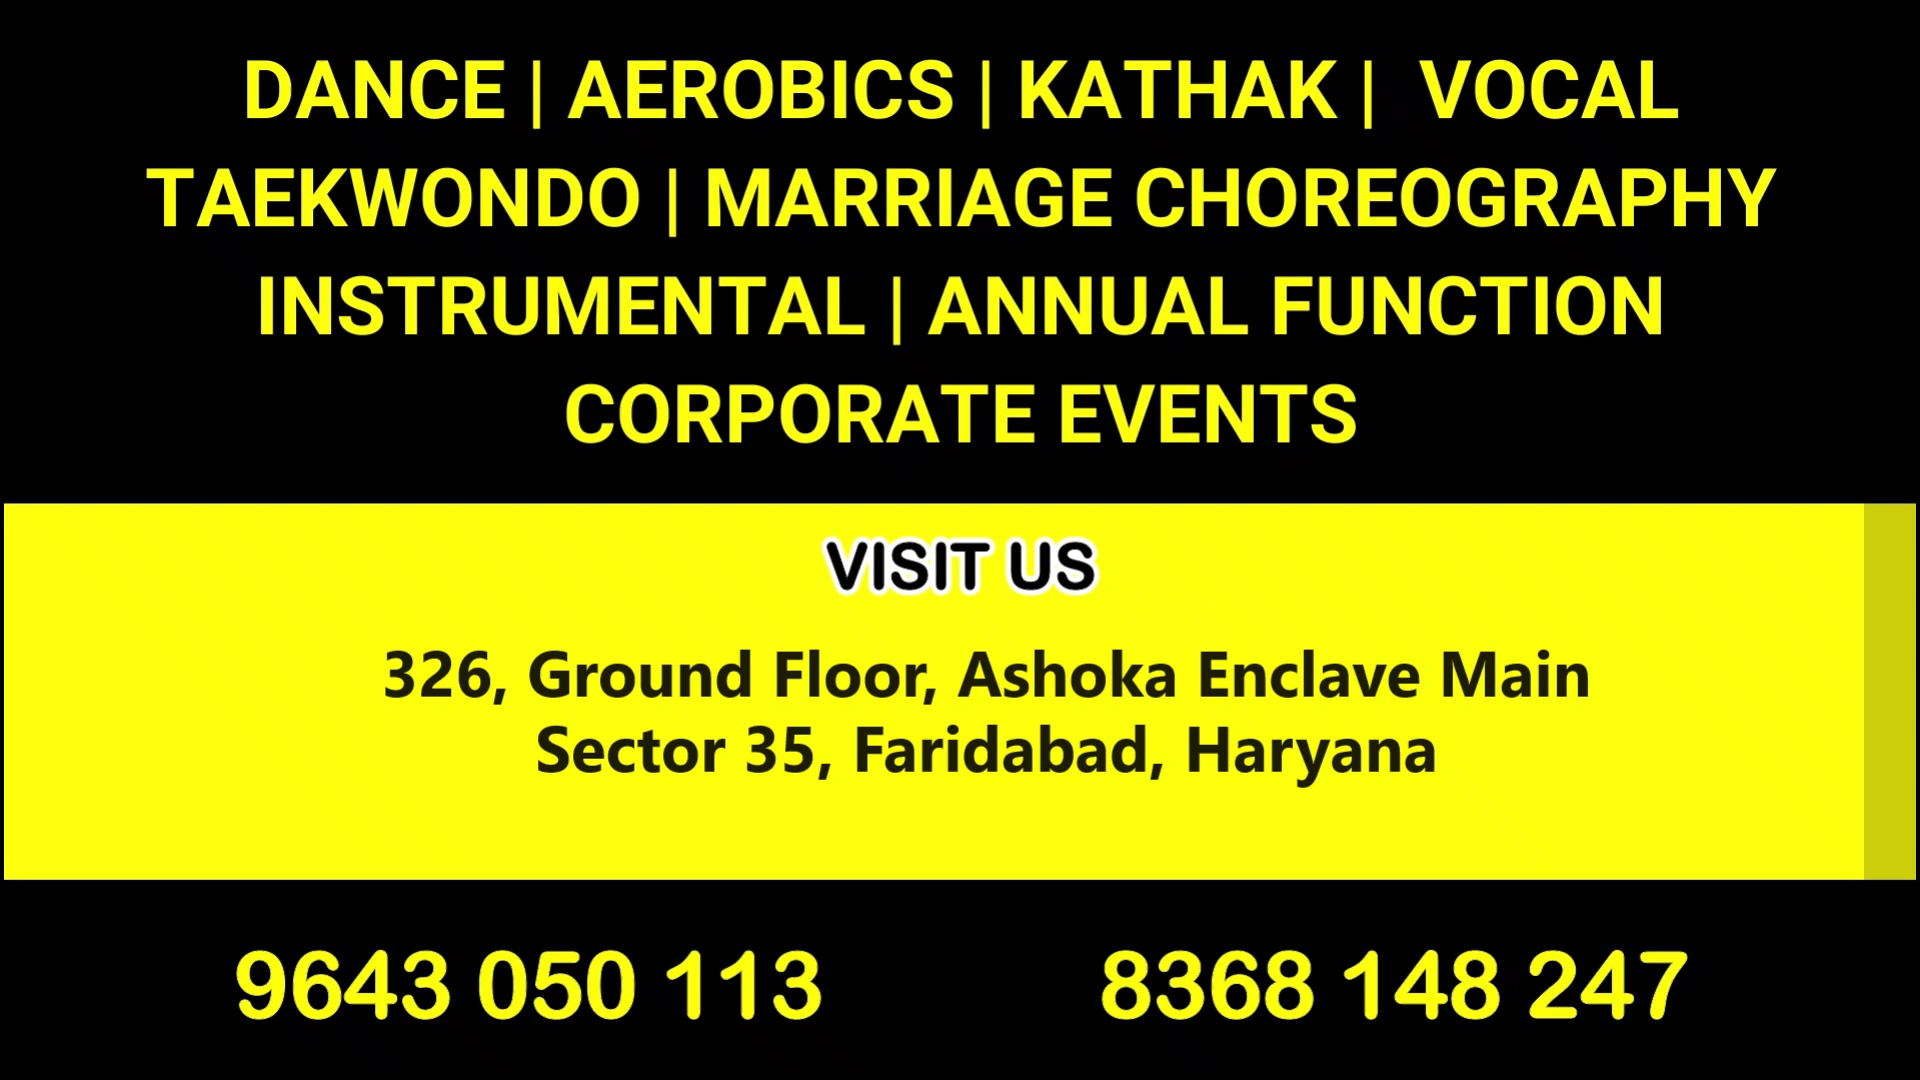 DANCE | AEROBICS | KATHAK | VOCAL
TAEKWONDO | MARRIAGE CHOREOGRAPHY
INSTRUMENTAL | ANNUAL FUNCTION
CORPORATE EVENTS
VISIT US
326, Ground Floor, Ashoka Enclave Main
Sector 35, Faridabad, Haryana
9643 050 113 8368 148 247